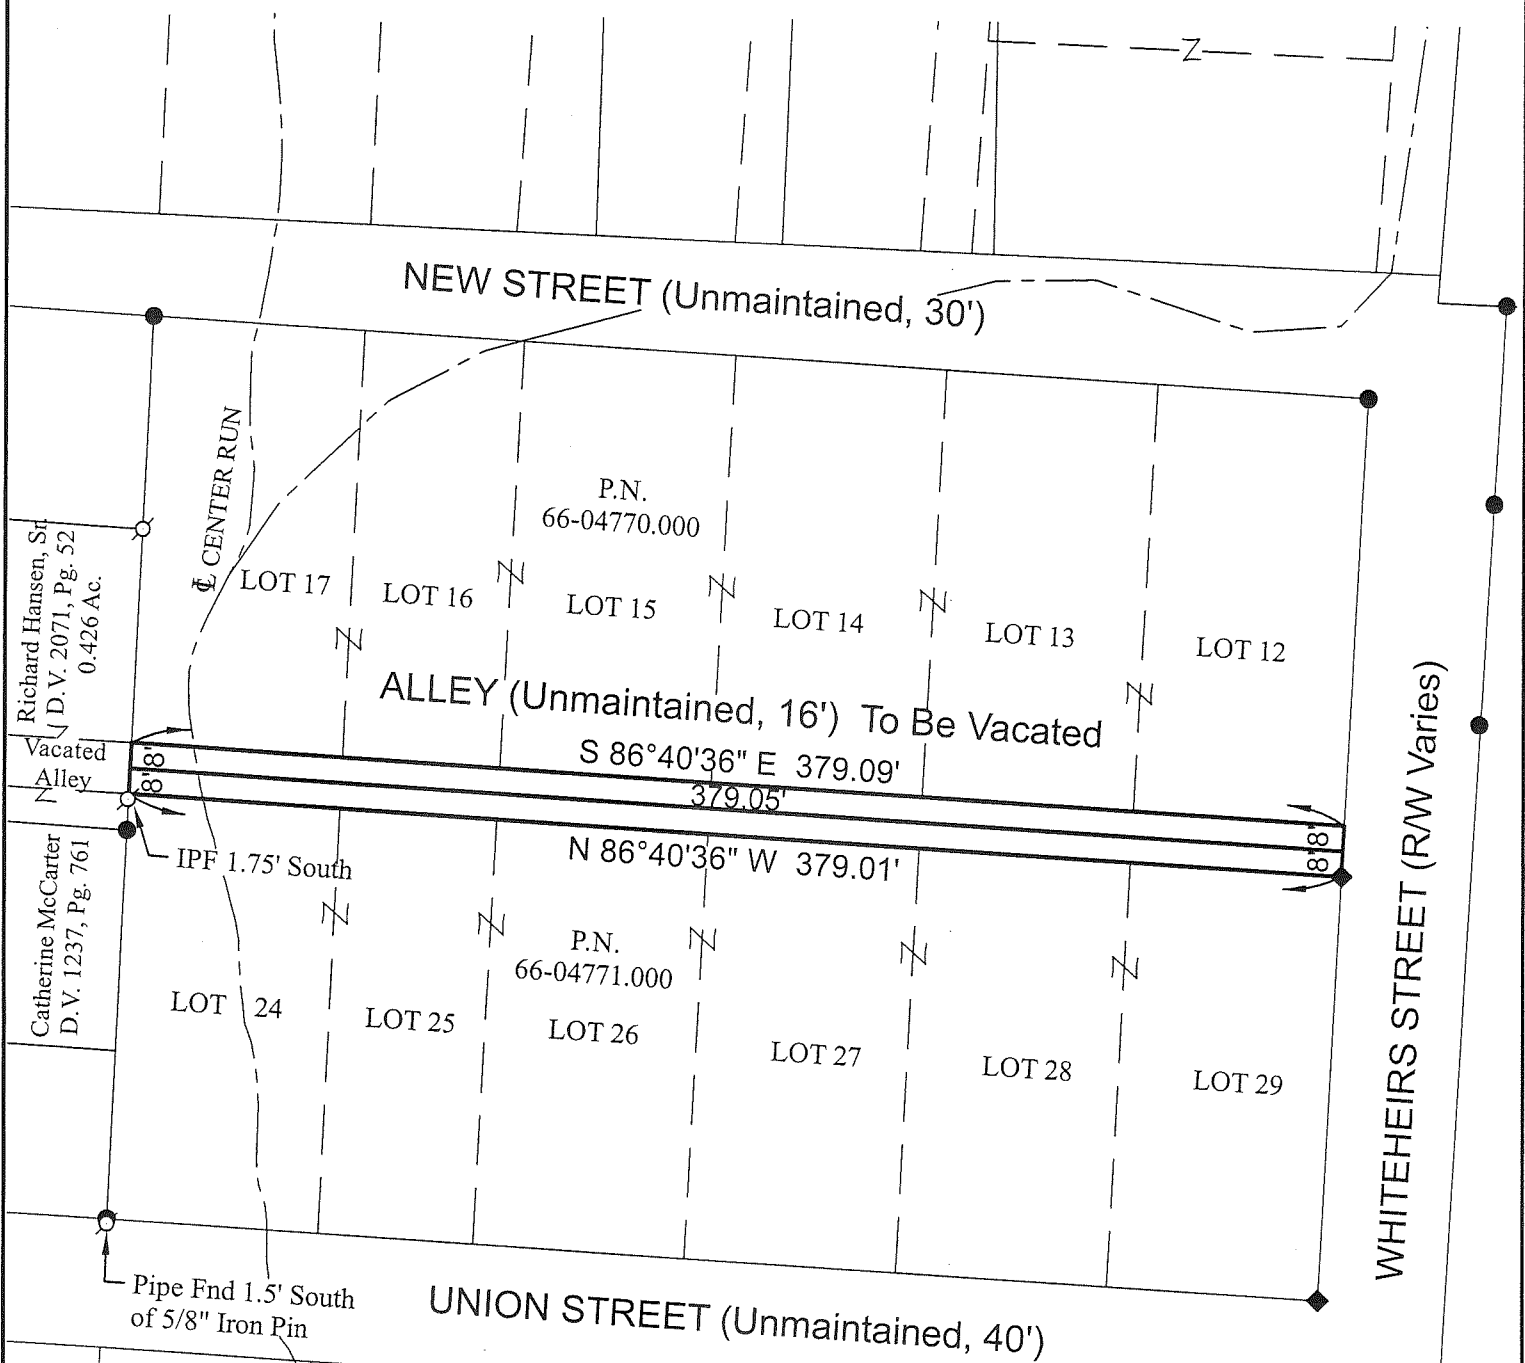 NEW STREET (Unmaintained, 30')
℄ CENTER RUN
P.N.
66-04770.000
LOT 17
LOT 16
LOT 15
LOT 14
LOT 13
LOT 12
Richard Hansen, Sr.
D.V. 2071, Pg. 52
0.426 Ac.
ALLEY (Unmaintained, 16') To Be Vacated
Vacated
Alley
8'
8'
S 86°40'36" E 379.09'
379.05'
N 86°40'36" W 379.01'
8'
8'
IPF 1.75' South
Catherine McCarter
D.V. 1237, Pg. 761
P.N.
66-04771.000
LOT 24
LOT 25
LOT 26
LOT 27
LOT 28
LOT 29
WHITEHEIRS STREET (R/W Varies)
Pipe Fnd 1.5' South
of 5/8" Iron Pin
UNION STREET (Unmaintained, 40')